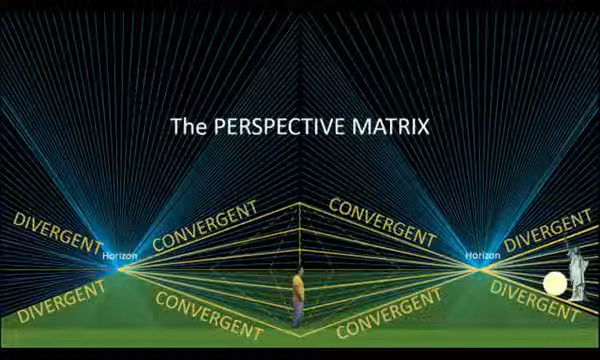 The PERSPECTIVE MATRIX
DIVERGENT
CONVERGENT
CONVERGENT
DIVERGENT
Horizon
Horizon
DIVERGENT
CONVERGENT
CONVERGENT
DIVERGENT